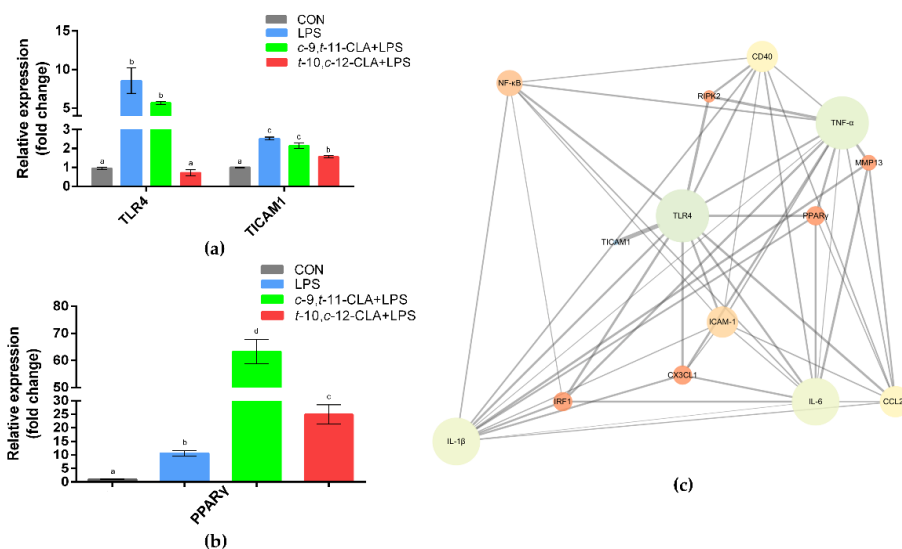 CON
LPS
c-9,t-11-CLA+LPS
t-10,c-12-CLA+LPS
Relative expression
(fold change)
15
10
5
3
2
1
0
a
b
b
a
a
c
c
b
TLR4
TICAM1
(a)
CON
LPS
c-9,t-11-CLA+LPS
t-10,c-12-CLA+LPS
Relative expression
(fold change)
80
70
60
50
30
25
20
15
10
5
0
a
b
d
c
PPARγ
(b)
CD40
NF-κB
RIPK2
TNF-α
MMP13
TLR4
PPARγ
TICAM1
ICAM-1
CX3CL1
IRF1
IL-6
CCL2
IL-1β
(c)